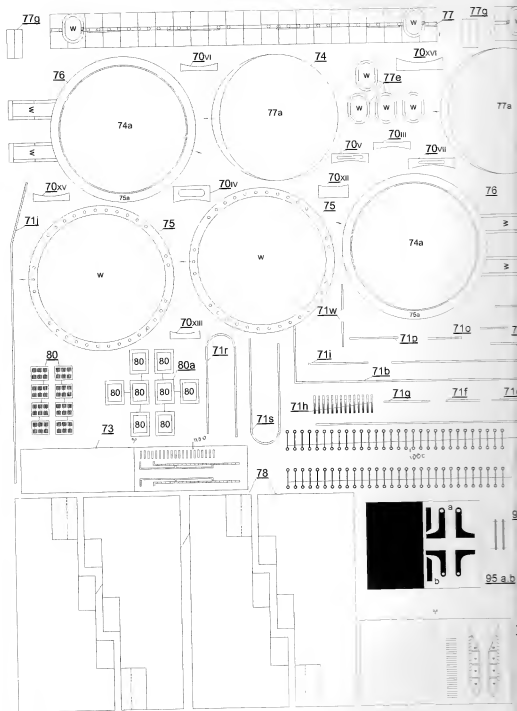 77g
W
W
77
77g
70VI
74
70XVI
76
W
77e
77a
74a
W
W
W
77a
W
70III
70V
70VII
W
70XV
75a
70IV
70XII
76
71j
75
75
74a
W
W
W
W
75a
71w
70XIII
71p
71o
80
80
80
80a
71r
71i
71b
80
80
80
80
71s
71h
71g
71f
80
80
73
78
a
b
95 a.b